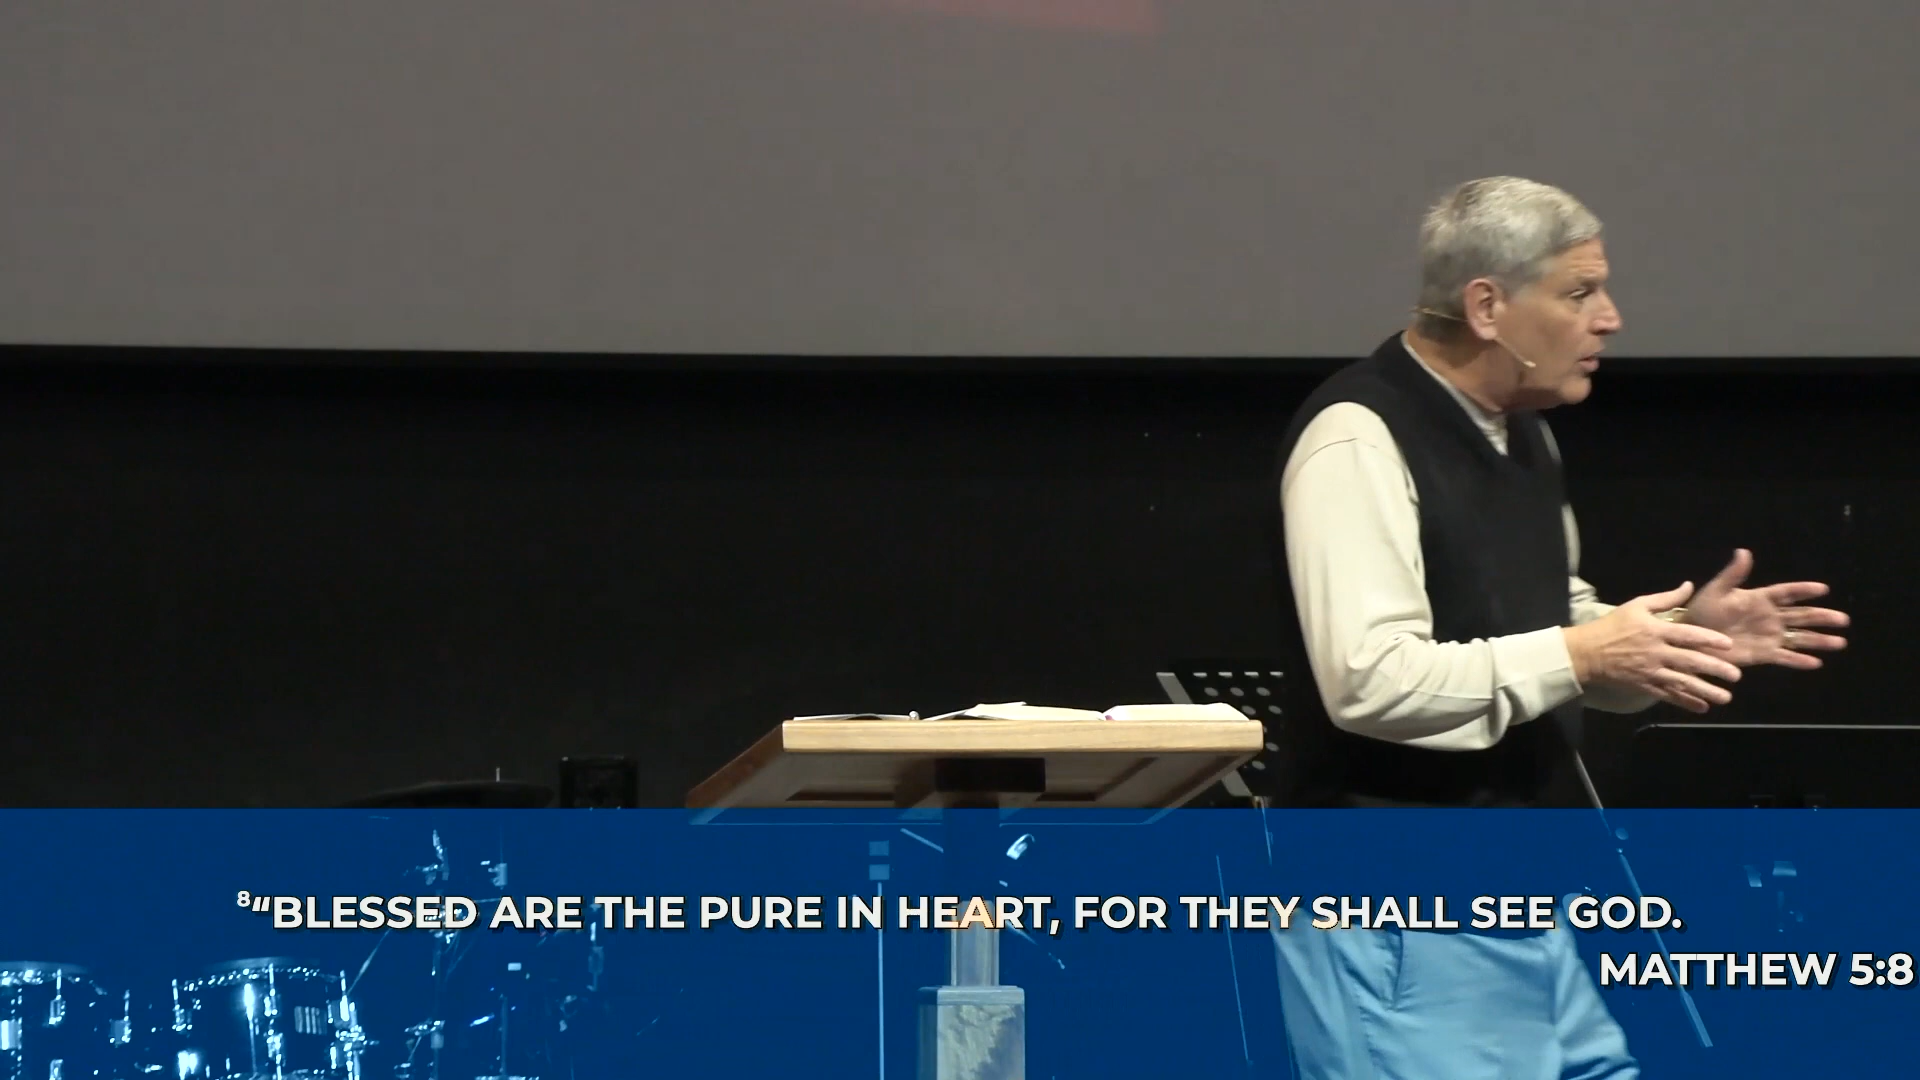 ⁸“BLESSED ARE THE PURE IN HEART, FOR THEY SHALL SEE GOD.
MATTHEW 5:8